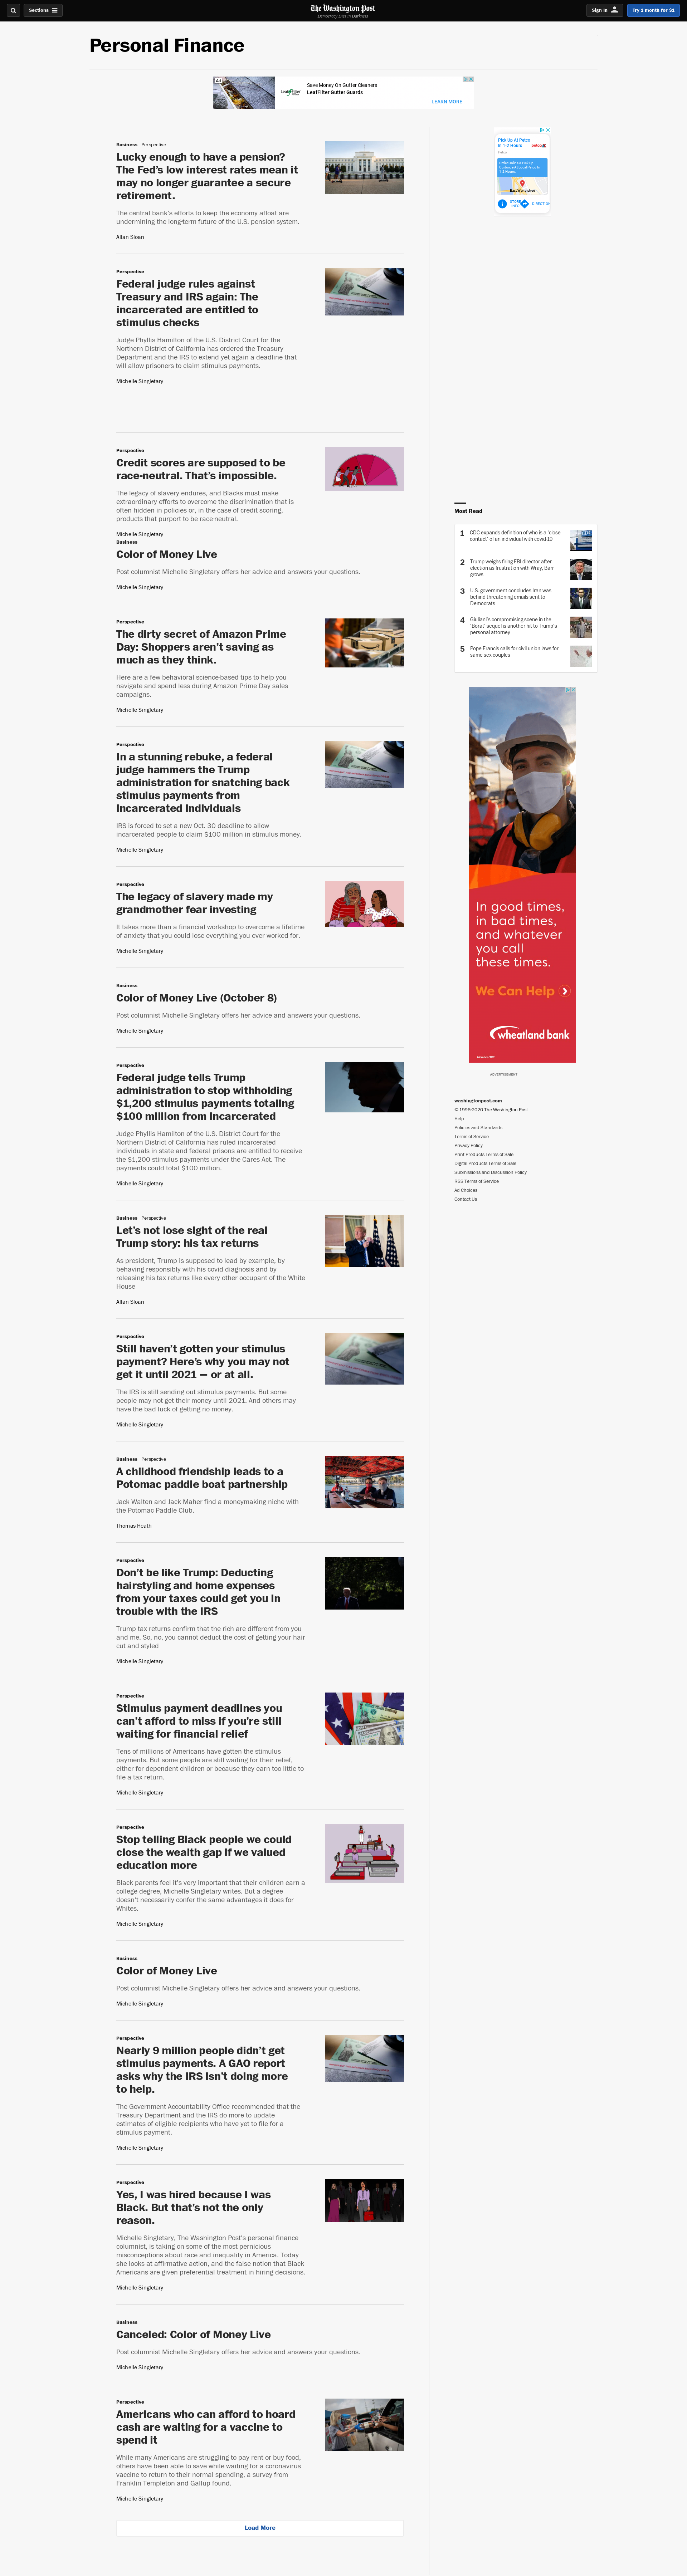 Sections
The Washington Post
Democracy Dies in Darkness
Sign In
Try 1 month for $1
Personal Finance
Ad
LeafFilter
Save Money On Gutter Cleaners
LeafFilter Gutter Guards
LEARN MORE
Business Perspective
Lucky enough to have a pension?
The Fed’s low interest rates mean it
may no longer guarantee a secure
retirement.
The central bank's efforts to keep the economy afloat are
undermining the long-term future of the U.S. pension system.
Allan Sloan
Perspective
Federal judge rules against
Treasury and IRS again: The
incarcerated are entitled to
stimulus checks
Judge Phyllis Hamilton of the U.S. District Court for the
Northern District of California has ordered the Treasury
Department and the IRS to extend yet again a deadline that
will allow prisoners to claim stimulus payments.
Michelle Singletary
Perspective
Credit scores are supposed to be
race-neutral. That’s impossible.
The legacy of slavery endures, and Blacks must make
extraordinary efforts to overcome the discrimination that is
often hidden in policies or, in the case of credit scoring,
products that purport to be race-neutral.
Michelle Singletary
Business
Color of Money Live
Post columnist Michelle Singletary offers her advice and answers your questions.
Michelle Singletary
Perspective
The dirty secret of Amazon Prime
Day: Shoppers aren’t saving as
much as they think.
Here are a few behavioral science-based tips to help you
navigate and spend less during Amazon Prime Day sales
campaigns.
Michelle Singletary
Perspective
In a stunning rebuke, a federal
judge hammers the Trump
administration for snatching back
stimulus payments from
incarcerated individuals
IRS is forced to set a new Oct. 30 deadline to allow
incarcerated people to claim $100 million in stimulus money.
Michelle Singletary
Perspective
The legacy of slavery made my
grandmother fear investing
It takes more than a financial workshop to overcome a lifetime
of anxiety that you could lose everything you ever worked for.
Michelle Singletary
Business
Color of Money Live (October 8)
Post columnist Michelle Singletary offers her advice and answers your questions.
Michelle Singletary
Perspective
Federal judge tells Trump
administration to stop withholding
$1,200 stimulus payments totaling
$100 million from incarcerated
Judge Phyllis Hamilton of the U.S. District Court for the
Northern District of California has ruled incarcerated
individuals in state and federal prisons are entitled to receive
the $1,200 stimulus payments under the Cares Act. The
payments could total $100 million.
Michelle Singletary
Business Perspective
Let’s not lose sight of the real
Trump story: his tax returns
As president, Trump is supposed to lead by example, by
behaving responsibly with his covid diagnosis and by
releasing his tax returns like every other occupant of the White
House
Allan Sloan
Perspective
Still haven’t gotten your stimulus
payment? Here’s why you may not
get it until 2021 — or at all.
The IRS is still sending out stimulus payments. But some
people may not get their money until 2021. And others may
have the bad luck of getting no money.
Michelle Singletary
Business Perspective
A childhood friendship leads to a
Potomac paddle boat partnership
Jack Walten and Jack Maher find a moneymaking niche with
the Potomac Paddle Club.
Thomas Heath
Perspective
Don’t be like Trump: Deducting
hairstyling and home expenses
from your taxes could get you in
trouble with the IRS
Trump tax returns confirm that the rich are different from you
and me. So, no, you cannot deduct the cost of getting your hair
cut and styled
Michelle Singletary
Perspective
Stimulus payment deadlines you
can’t afford to miss if you’re still
waiting for financial relief
Tens of millions of Americans have gotten the stimulus
payments. But some people are still waiting for their relief,
either for dependent children or because they earn too little to
file a tax return.
Michelle Singletary
Perspective
Stop telling Black people we could
close the wealth gap if we valued
education more
Black parents feel it's very important that their children earn a
college degree, Michelle Singletary writes. But a degree
doesn't necessarily confer the same advantages it does for
Whites.
Michelle Singletary
Business
Color of Money Live
Post columnist Michelle Singletary offers her advice and answers your questions.
Michelle Singletary
Perspective
Nearly 9 million people didn’t get
stimulus payments. A GAO report
asks why the IRS isn’t doing more
to help.
The Government Accountability Office recommended that the
Treasury Department and the IRS do more to update
estimates of eligible recipients who have yet to file for a
stimulus payment.
Michelle Singletary
Perspective
Yes, I was hired because I was
Black. But that’s not the only
reason.
Michelle Singletary, The Washington Post's personal finance
columnist, is taking on some of the most pernicious
misconceptions about race and inequality in America. Today
she looks at affirmative action, and the false notion that Black
Americans are given preferential treatment in hiring decisions.
Michelle Singletary
Business
Canceled: Color of Money Live
Post columnist Michelle Singletary offers her advice and answers your questions.
Michelle Singletary
Perspective
Americans who can afford to hoard
cash are waiting for a vaccine to
spend it
While many Americans are struggling to pay rent or buy food,
others have been able to save while waiting for a coronavirus
vaccine to return to their normal spending, a survey from
Franklin Templeton and Gallup found.
Michelle Singletary
Load More
Pick Up At Petco
In 1-2 Hours
petco
Petco
Order Online & Pick up
Curbside At Local Petco In
1-2 Hours.
East Wenatchee
STORE
INFO
DIRECTIONS
Most Read
1 CDC expands definition of who is a ‘close
contact’ of an individual with covid-19
2 Trump weighs firing FBI director after
election as frustration with Wray, Barr
grows
3 U.S. government concludes Iran was
behind threatening emails sent to
Democrats
4 Giuliani’s compromising scene in the
‘Borat’ sequel is another hit to Trump’s
personal attorney
5 Pope Francis calls for civil union laws for
same-sex couples
In good times,
in bad times,
and whatever
you call
these times.
We Can Help
wheatland bank
Member FDIC
ADVERTISEMENT
washingtonpost.com
© 1996-2020 The Washington Post
Help
Policies and Standards
Terms of Service
Privacy Policy
Print Products Terms of Sale
Digital Products Terms of Sale
Submissions and Discussion Policy
RSS Terms of Service
Ad Choices
Contact Us